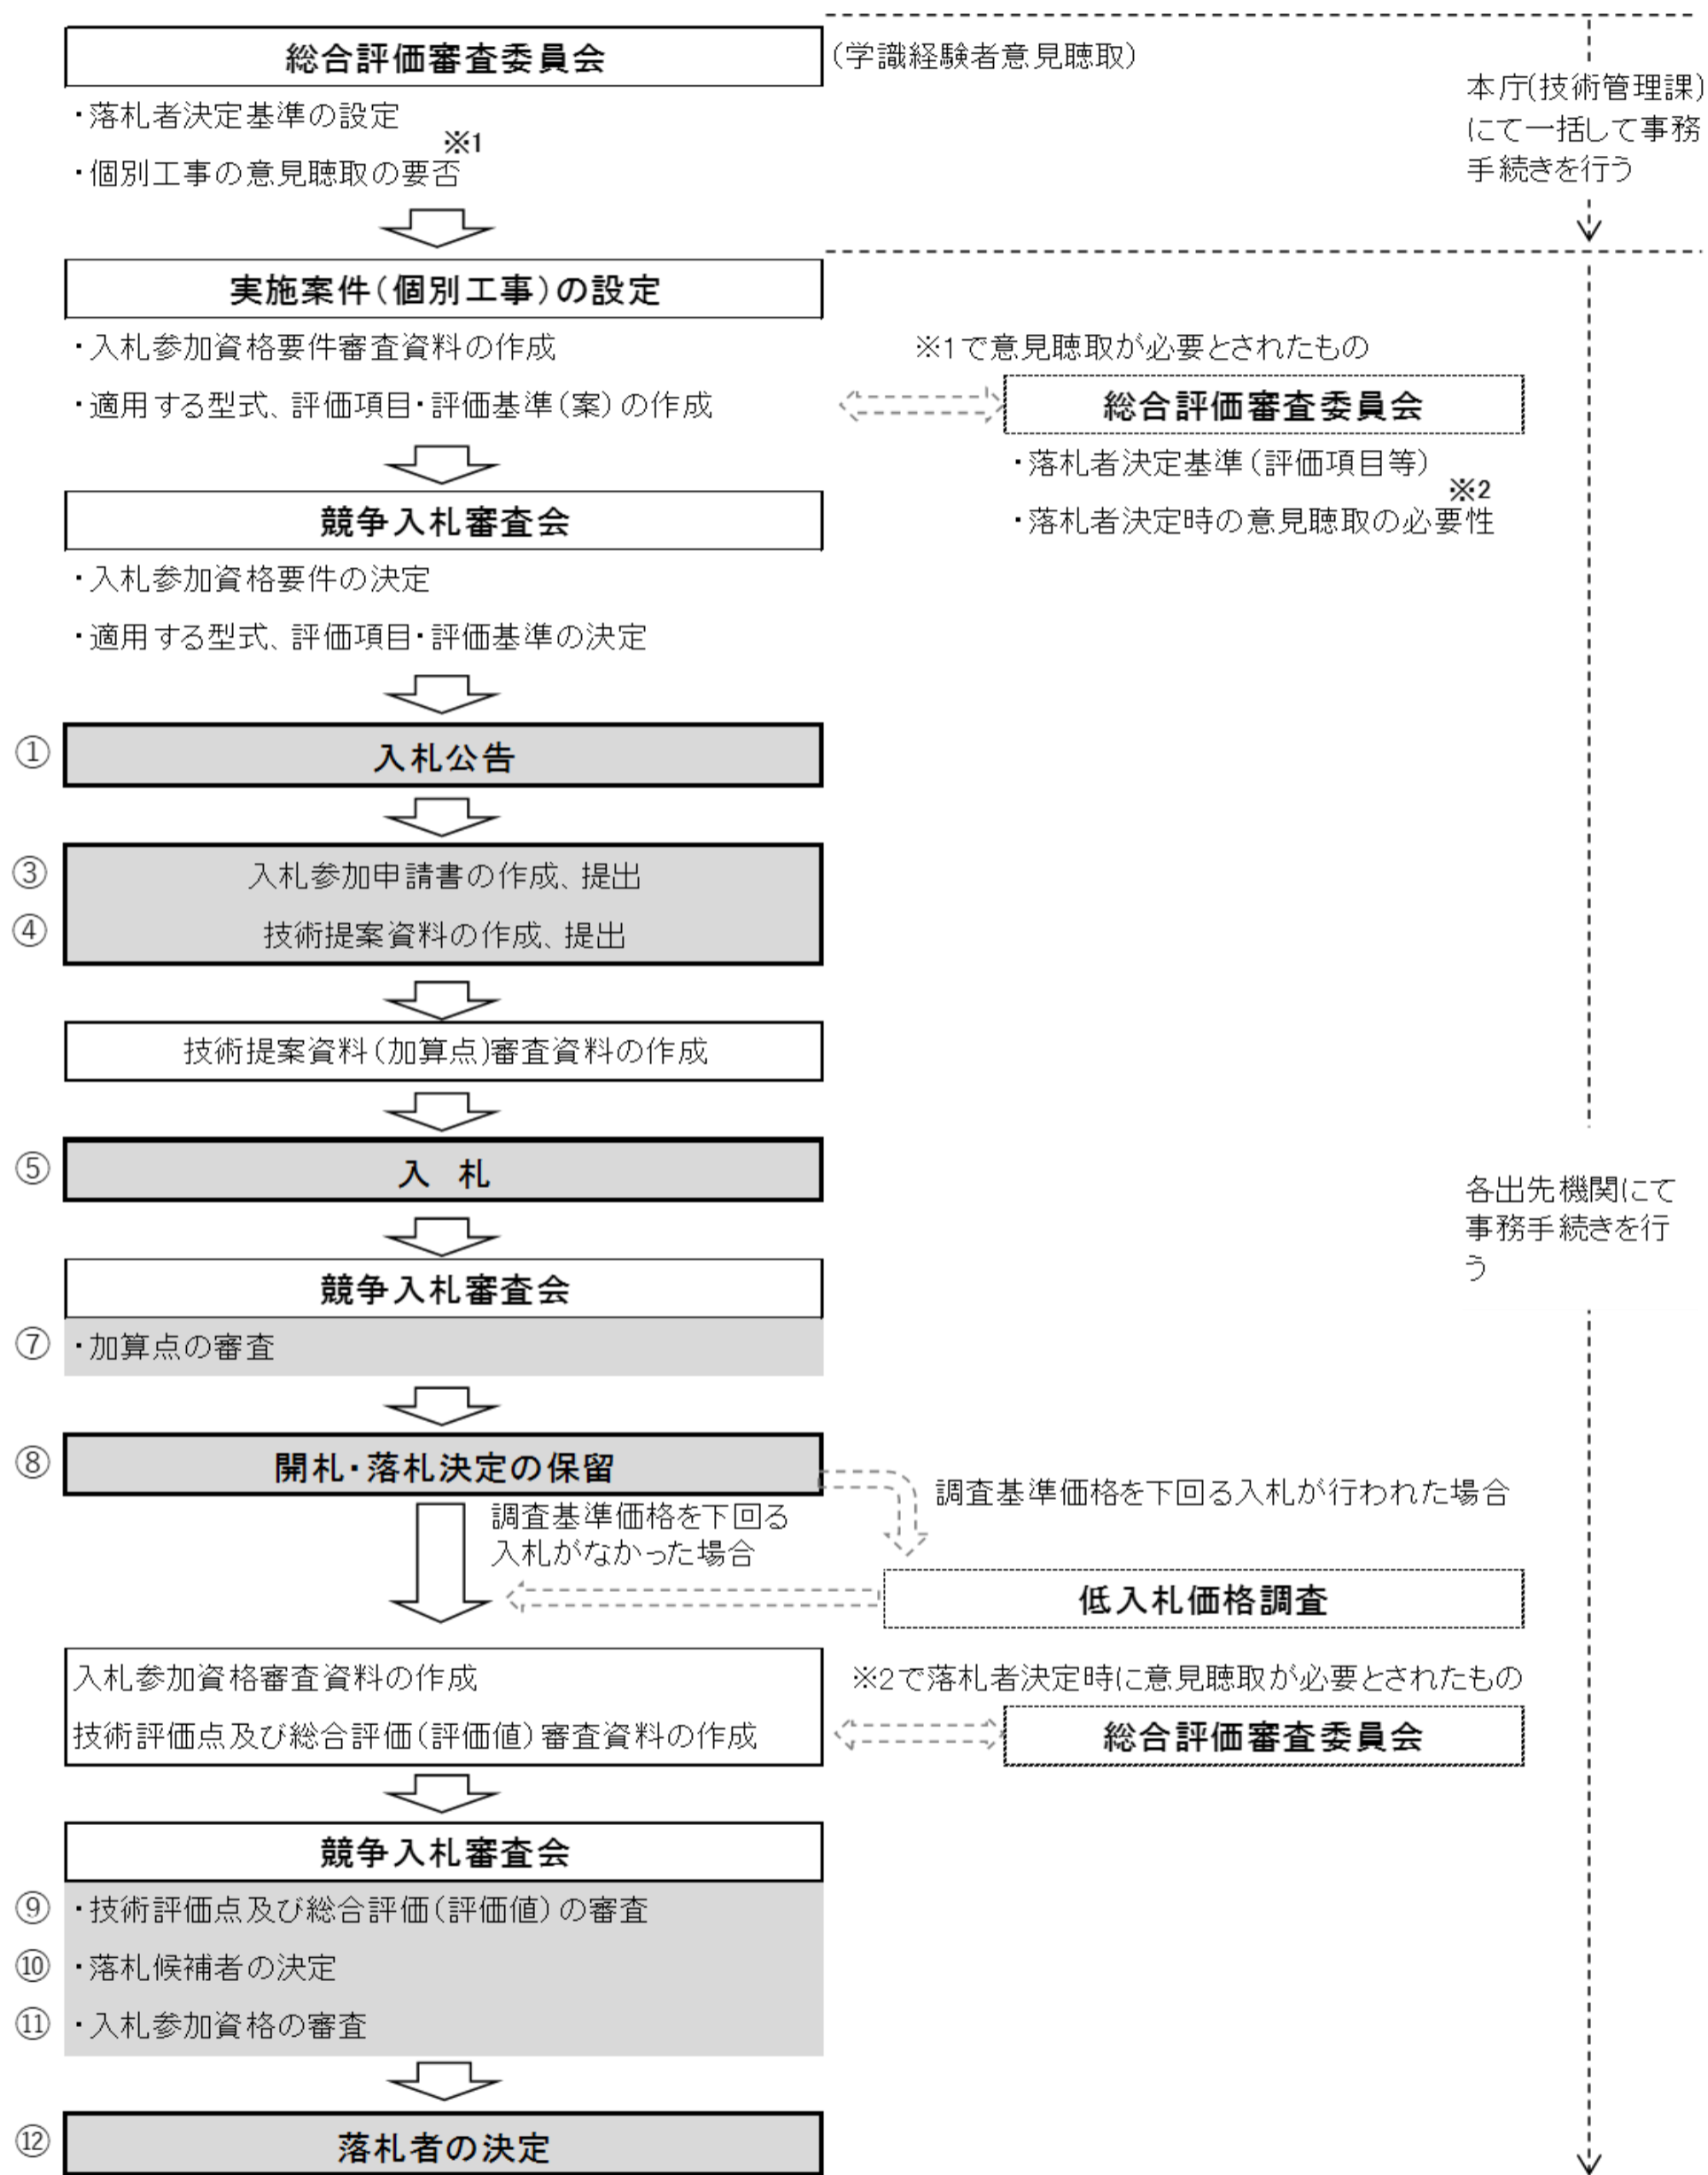 総合評価審査委員会
(学識経験者意見聴取)
・落札者決定基準の設定
・個別工事の意見聴取の要否※1
本庁(技術管理課)
にて一括して事務
手続きを行う
実施案件(個別工事)の設定
・入札参加資格要件審査資料の作成
・適用する型式、評価項目・評価基準(案)の作成
※1で意見聴取が必要とされたもの
総合評価審査委員会
・落札者決定基準(評価項目等)
・落札者決定時の意見聴取の必要性※2
競争入札審査会
・入札参加資格要件の決定
・適用する型式、評価項目・評価基準の決定
① 入札公告
③ 入札参加申請書の作成、提出
④ 技術提案資料の作成、提出
技術提案資料(加算点)審査資料の作成
⑤ 入 札
各出先機関にて
事務手続きを行
う
競争入札審査会
⑦ ・加算点の審査
⑧ 開札・落札決定の保留
調査基準価格を下回る入札が行われた場合
調査基準価格を下回る
入札がなかった場合
低入札価格調査
入札参加資格審査資料の作成
技術評価点及び総合評価(評価値)審査資料の作成
※2で落札者決定時に意見聴取が必要とされたもの
総合評価審査委員会
競争入札審査会
⑨ ・技術評価点及び総合評価(評価値)の審査
⑩ ・落札候補者の決定
⑪ ・入札参加資格の審査
⑫ 落札者の決定